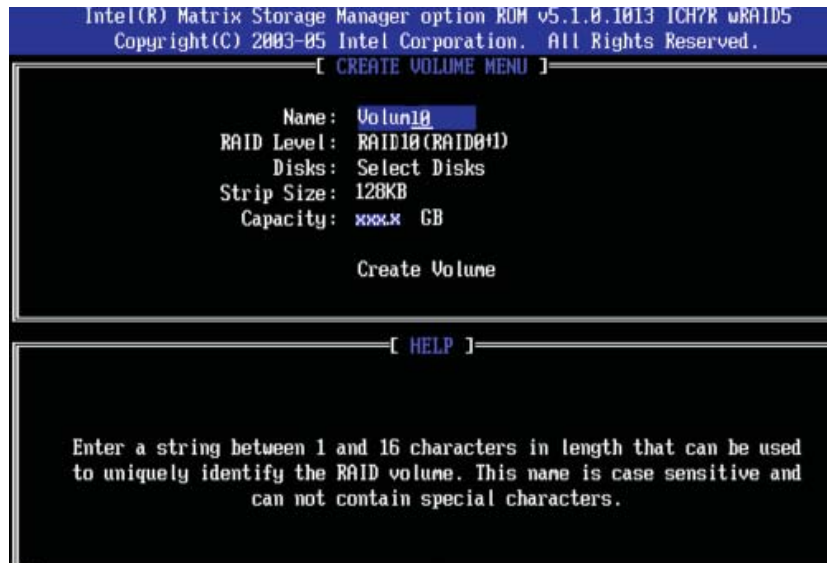 Intel(R) Matrix Storage Manager option ROM v5.1.0.1013 ICH7R wRAID5
Copyright(C) 2003-05 Intel Corporation. All Rights Reserved.
[ CREATE VOLUME MENU ]
Name: Volum10
RAID Level: RAID10(RAID0+1)
Disks: Select Disks
Strip Size: 128KB
Capacity: xxx.x GB
Create Volume
[ HELP ]
Enter a string between 1 and 16 characters in length that can be used
to uniquely identify the RAID volume. This name is case sensitive and
can not contain special characters.